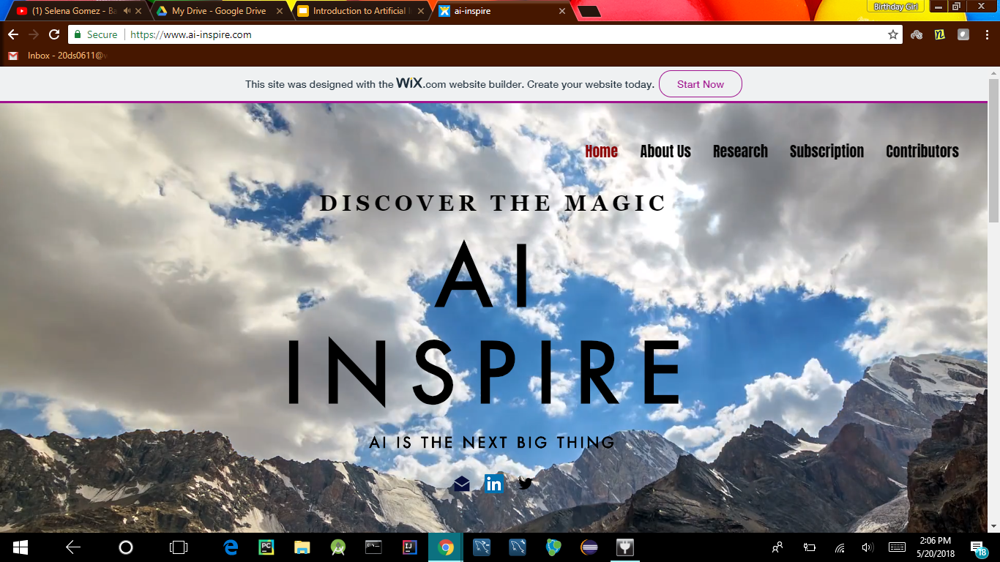 (1) Selena Gomez - Ba
My Drive - Google Drive
Introduction to Artificial
ai-inspire
Birthday Girl
Secure
https://www.ai-inspire.com
Inbox - 20ds0611@
This site was designed with the WiX.com website builder. Create your website today.
Start Now
Home
About Us
Research
Subscription
Contributors
DISCOVER THE MAGIC
AI
INSPIRE
AI IS THE NEXT BIG THING
in
2:06 PM
5/20/2018
18